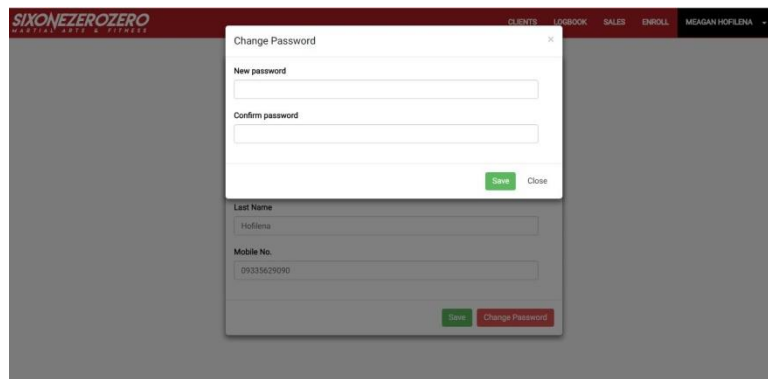 SIXONEZEROZERO
MARTIAL ARTS & FITNESS
CLIENTS LOGBOOK SALES ENROLL MEAGAN HOFILENA
Change Password ×
New password
Confirm password
Save Close
Last Name
Hofilena
Mobile No.
09335629090
Save Change Password